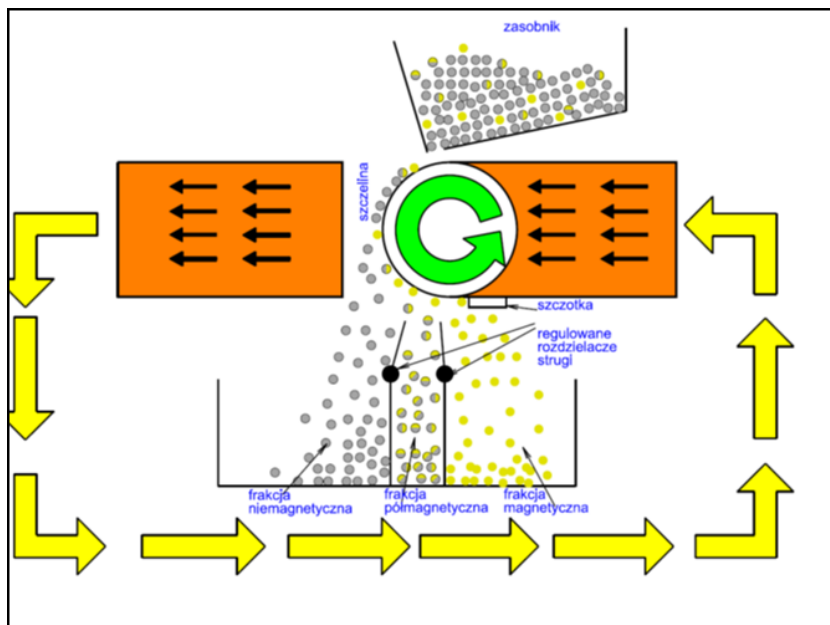 zasobnik
szczelina
szczotka
regulowane
rozdzielacze
strugi
frakcja
niemagnetyczna
frakcja
półmagnetyczna
frakcja
magnetyczna